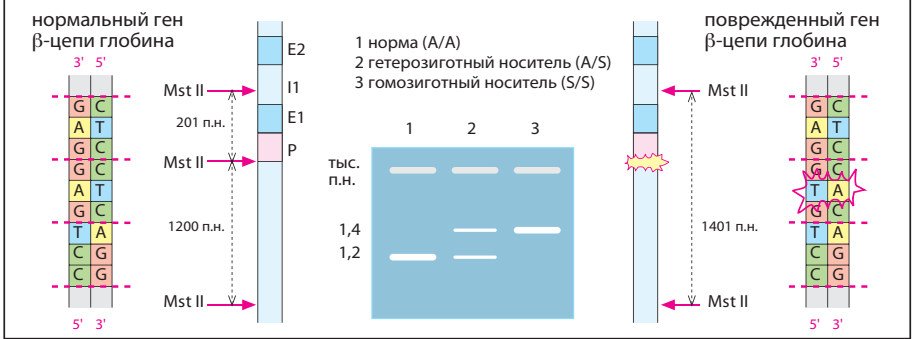 нормальный ген
β-цепи глобина
3' 5'
G C
A T
G C
G C
A T
G C
T A
C G
C G
5' 3'
Mst II
201 п.н.
Mst II
1200 п.н.
Mst II
E2
I1
E1
P
1 норма (А/А)
2 гетерозиготный носитель (A/S)
3 гомозиготный носитель (S/S)
1 2 3
тыс.
п.н.
1,4
1,2
поврежденный ген
β-цепи глобина
Mst II
1401 п.н.
Mst II
3' 5'
G C
A T
G C
G C
T A
G C
T A
C G
C G
5' 3'